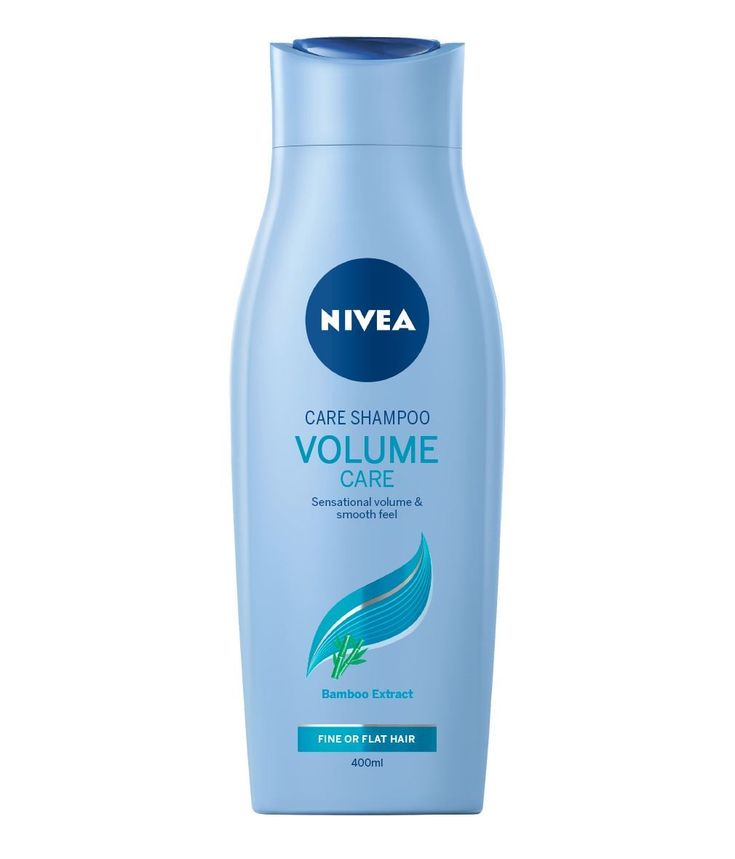 NIVEA
CARE SHAMPOO
VOLUME
CARE
Sensational volume &
smooth feel
Bamboo Extract
FINE OR FLAT HAIR
400ml